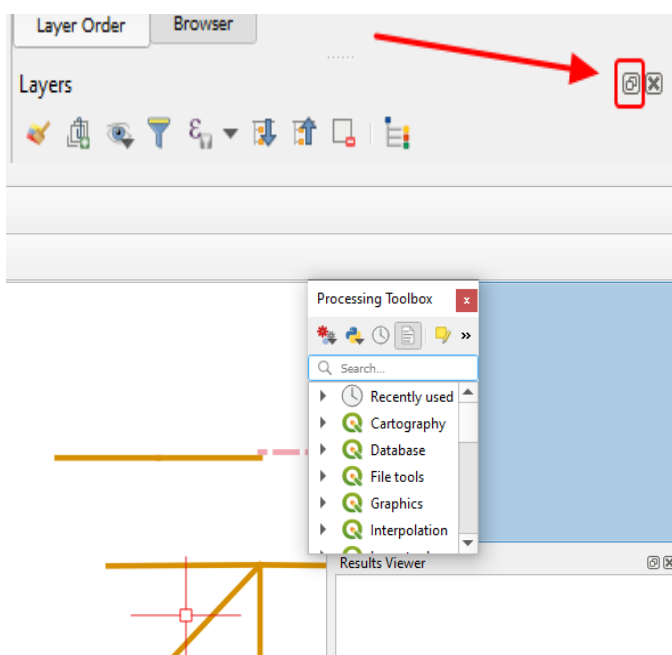 Layer Order Browser
Layers
Processing Toolbox
Search...
Recently used
Cartography
Database
File tools
Graphics
Interpolation
Results Viewer